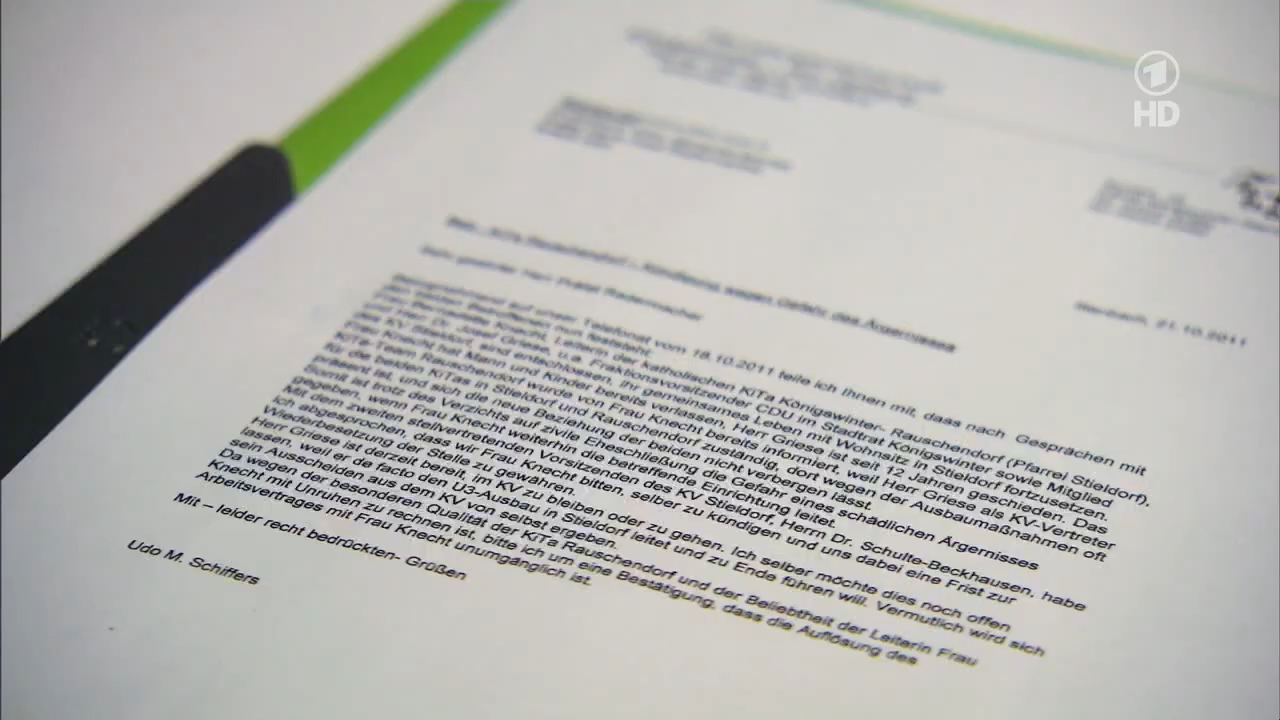 1
HD
Betr.: KiTa Rauschendorf – Kündigung wegen Gefahr des Ärgernisses
Sehr geehrter Herr Prälat Radermacher
21.10.2011
Bezugnehmend auf unser Telefonat vom 18.10.2011 teile ich Ihnen mit, dass nach Gesprächen mit
den beiden Betroffenen nun feststeht:
Frau Bernadette Knecht, Leiterin der katholischen KiTa Königswinter- Rauschendorf (Pfarrei Stieldorf),
und Herr Dr. Josef Griese, u.a. Fraktionsvorsitzender CDU im Stadtrat Königswinter sowie Mitglied
im KV Stieldorf, sind entschlossen, ihr gemeinsames Leben mit Wohnsitz in Stieldorf fortzusetzen.
Frau Knecht hat Mann und Kinder bereits verlassen, Herr Griese ist seit 12 Jahren geschieden. Das
KiTa-Team Rauschendorf wurde von Frau Knecht bereits informiert, weil Herr Griese als KV-Vertreter
für die beiden KiTas in Stieldorf und Rauschendorf zuständig, dort wegen der Ausbaumaßnahmen oft
präsent ist, und sich die neue Beziehung der beiden nicht verbergen lässt.
Somit ist trotz des Verzichts auf zivile Eheschließung die Gefahr eines schädlichen Ärgernisses
gegeben, wenn Frau Knecht weiterhin die betreffende Einrichtung leitet.
Mit dem zweiten stellvertretenden Vorsitzenden des KV Stieldorf, Herrn Dr. Schulte-Beckhausen, habe
ich abgesprochen, dass wir Frau Knecht bitten, selber zu kündigen und uns dabei eine Frist zur
Wiederbesetzung der Stelle zu gewähren.
Herr Griese ist derzeit bereit, im KV zu bleiben oder zu gehen. Ich selber möchte dies noch offen
lassen, weil er de facto den U3-Ausbau in Stieldorf leitet und zu Ende führen will. Vermutlich wird sich
sein Ausscheiden aus dem KV von selbst ergeben.
Da wegen der besonderen Qualität der KiTa Rauschendorf und der Beliebtheit der Leiterin Frau
Knecht mit Unruhen zu rechnen ist, bitte ich um eine Bestätigung, dass die Auflösung des
Arbeitsvertrages mit Frau Knecht unumgänglich ist.
Mit – leider recht bedrückten- Grüßen
Udo M. Schiffers